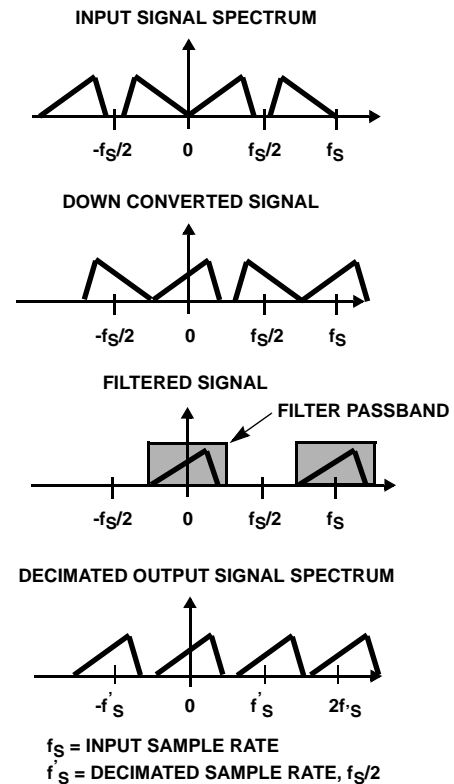 INPUT SIGNAL SPECTRUM
-fS/2 0 fS/2 fS
DOWN CONVERTED SIGNAL
-fS/2 0 fS/2 fS
FILTERED SIGNAL
FILTER PASSBAND
-fS/2 0 fS/2 fS
DECIMATED OUTPUT SIGNAL SPECTRUM
-f'S 0 f'S 2f'S
fS = INPUT SAMPLE RATE
f'S = DECIMATED SAMPLE RATE, fS/2